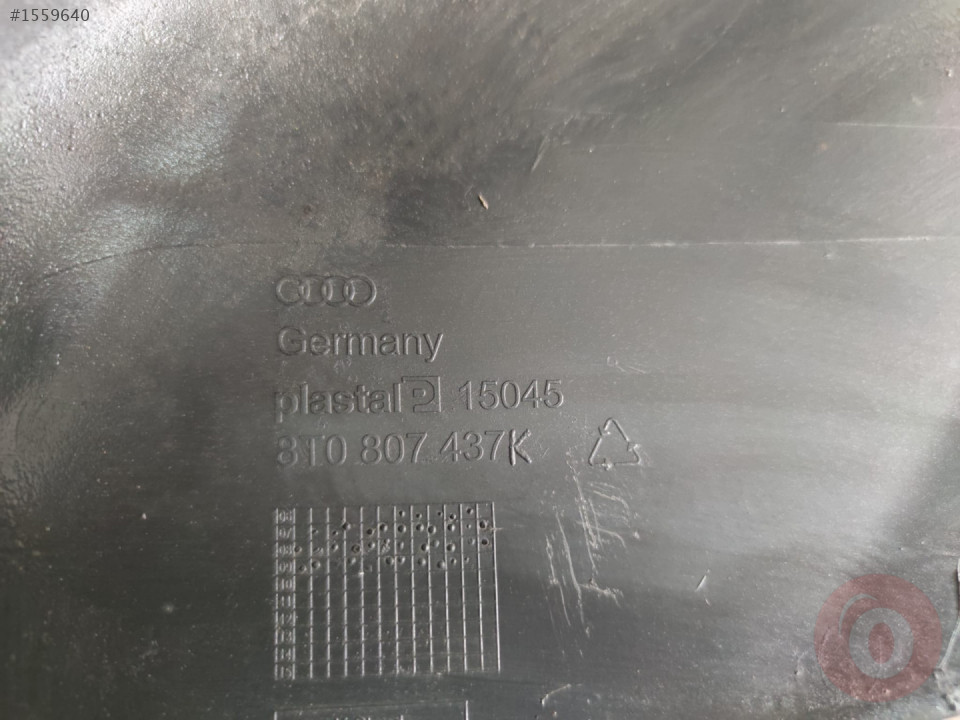 #1559640
Germany
plastal P 15045
8T0 807 437K